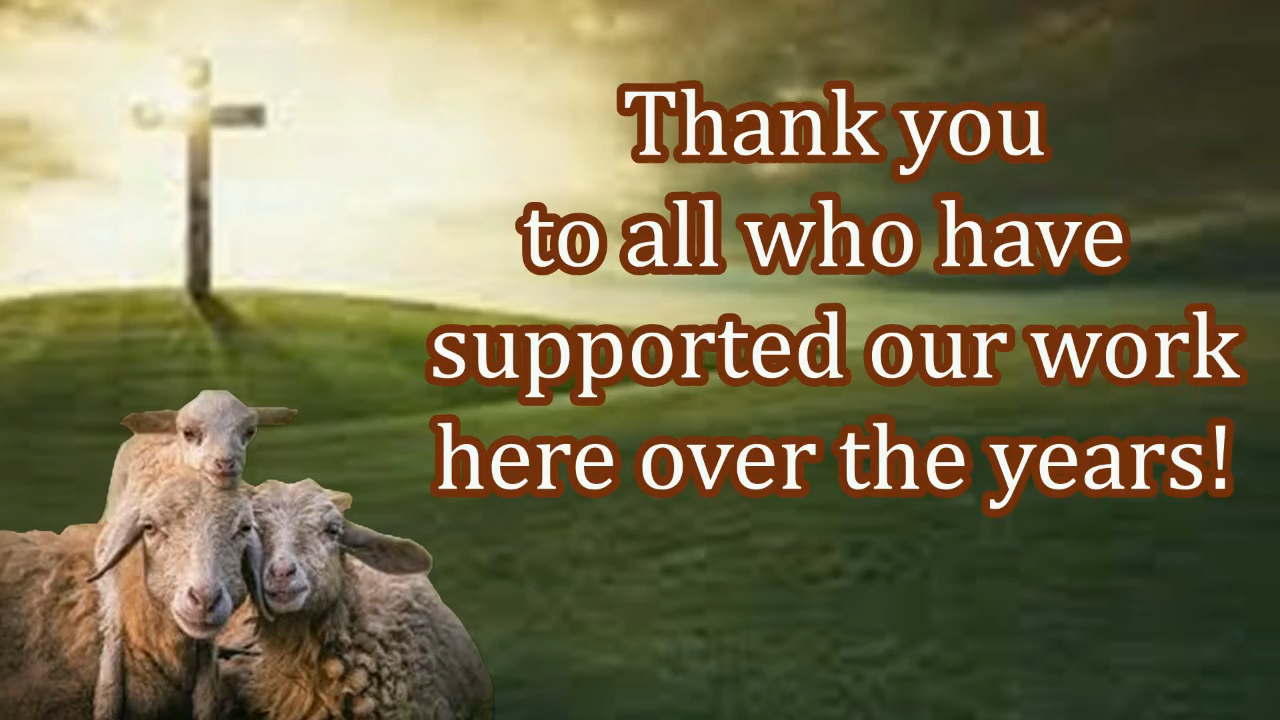 Thank you
to all who have
supported our work
here over the years!